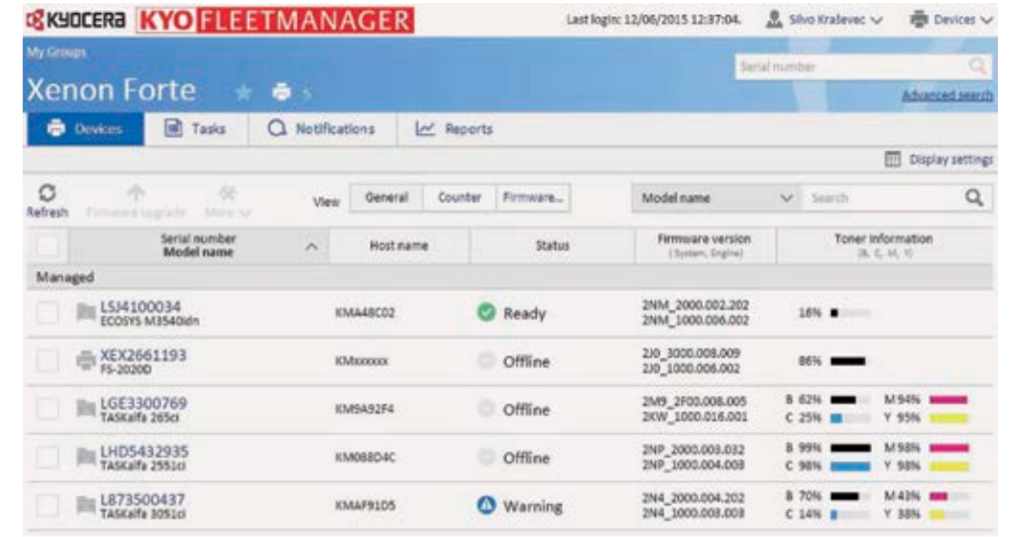 KYOCERA KYO FLEETMANAGER Last login: 12/06/2015 12:37:04. Silvo Kraševec Devices
My Groups
Serial number
Xenon Forte 5
Advanced search
Devices Tasks Notifications Reports
Display settings
Refresh Firmware upgrade More View General Counter Firmware... Model name Search
Serial number Host name Status Firmware version Toner information
Model name (System, Engine) (B, C, M, Y)
Managed
LSJ4100034 KMA48C02 Ready 2NM_2000.002.202 16%
ECOSYS M3540idn 2NM_1000.006.002
XEX2661193 KMxxxxxx Offline 2J0_3000.008.009 86%
FS-2020D 2J0_1000.006.002
LGE3300769 KM9A92F4 Offline 2M9_2F00.008.005 B 62% M 94%
TASKalfa 265ci 2KW_1000.016.001 C 25% Y 95%
LHD5432935 KM088D4C Offline 2NP_2000.003.032 B 99% M 98%
TASKalfa 2551ci 2NP_1000.004.003 C 98% Y 98%
L873500437 KMAF91D5 Warning 2N4_2000.004.202 B 70% M 43%
TASKalfa 3051ci 2N4_1000.003.003 C 14% Y 38%